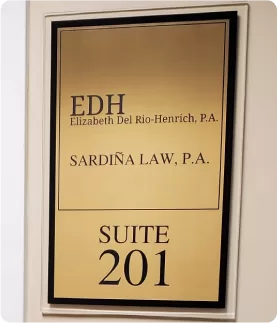 EDH
Elizabeth Del Rio-Henrich, P.A.
SARDIÑA LAW, P.A.
SUITE
201